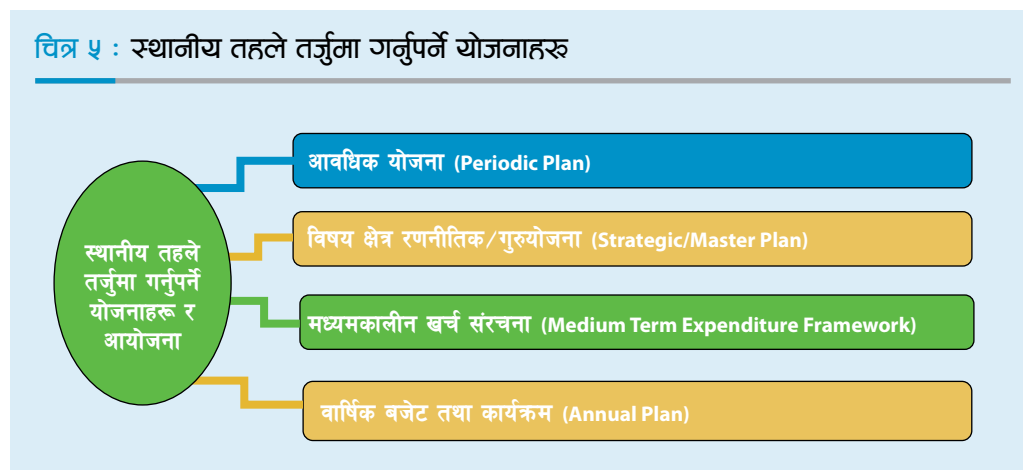 चित्र ५ : स्थानीय तहले तर्जुमा गर्नुपर्ने योजनाहरु
स्थानीय तहले
तर्जुमा गर्नुपर्ने
योजनाहरू र
आयोजना
आवधिक योजना (Periodic Plan)
विषय क्षेत्र रणनीतिक/गुरुयोजना (Strategic/Master Plan)
मध्यमकालीन खर्च संरचना (Medium Term Expenditure Framework)
वार्षिक बजेट तथा कार्यक्रम (Annual Plan)